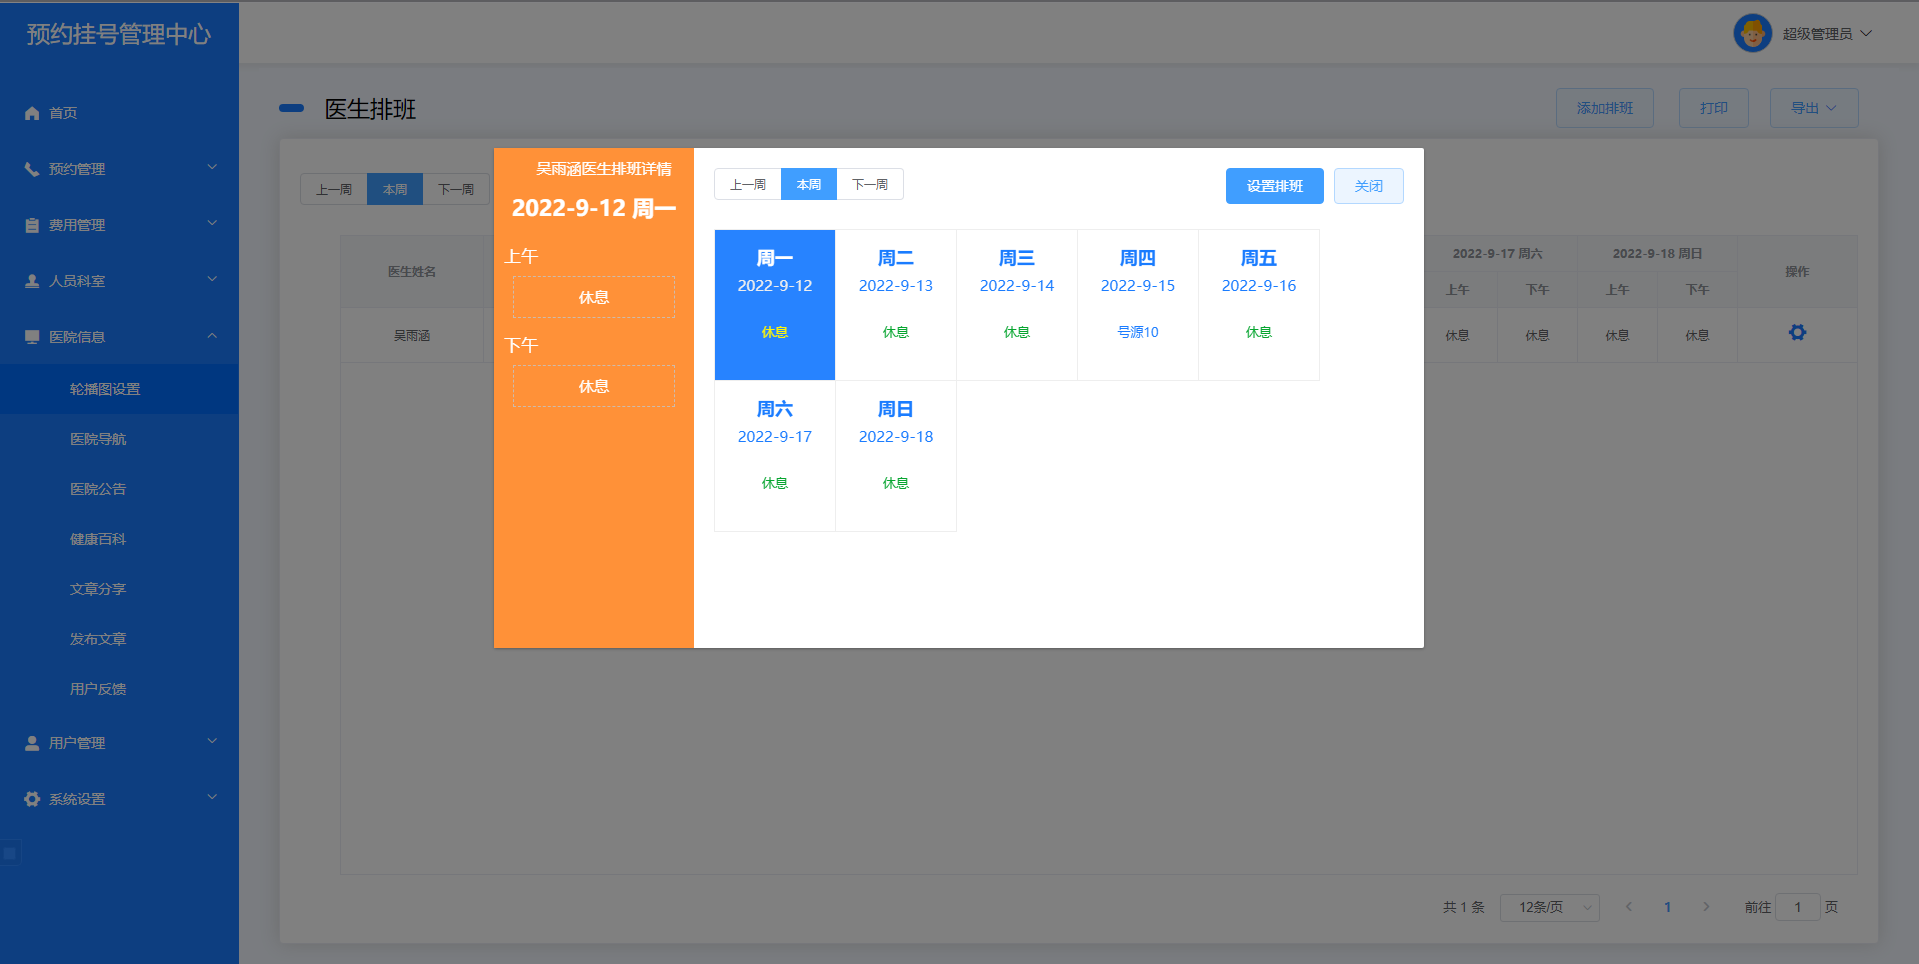 预约挂号管理中心
超级管理员
首页
预约管理
费用管理
人员科室
医院信息
轮播图设置
医院导航
医院公告
健康百科
文章分享
发布文章
用户反馈
用户管理
系统设置
医生排班
添加排班
打印
导出
上一周 本周 下一周
医生姓名
2022-9-17 周六
2022-9-18 周日
操作
上午 下午 上午 下午
吴雨涵
休息 休息 休息 休息
吴雨涵医生排班详情
2022-9-12 周一
上午
休息
下午
休息
上一周 本周 下一周
设置排班
关闭
周一 周二 周三 周四 周五
2022-9-12 2022-9-13 2022-9-14 2022-9-15 2022-9-16
休息 休息 休息 号源10 休息
周六 周日
2022-9-17 2022-9-18
休息 休息
共 1 条 12条/页 1 前往 1 页